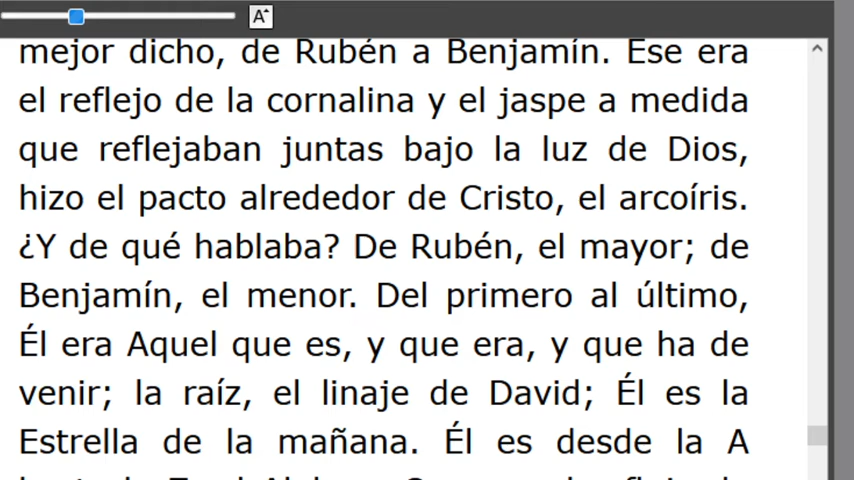 A
mejor dicho, de Rubén a Benjamín. Ese era
el reflejo de la cornalina y el jaspe a medida
que reflejaban juntas bajo la luz de Dios,
hizo el pacto alrededor de Cristo, el arcoíris.
¿Y de qué hablaba? De Rubén, el mayor; de
Benjamín, el menor. Del primero al último,
Él era Aquel que es, y que era, y que ha de
venir; la raíz, el linaje de David; Él es la
Estrella de la mañana. Él es desde la A